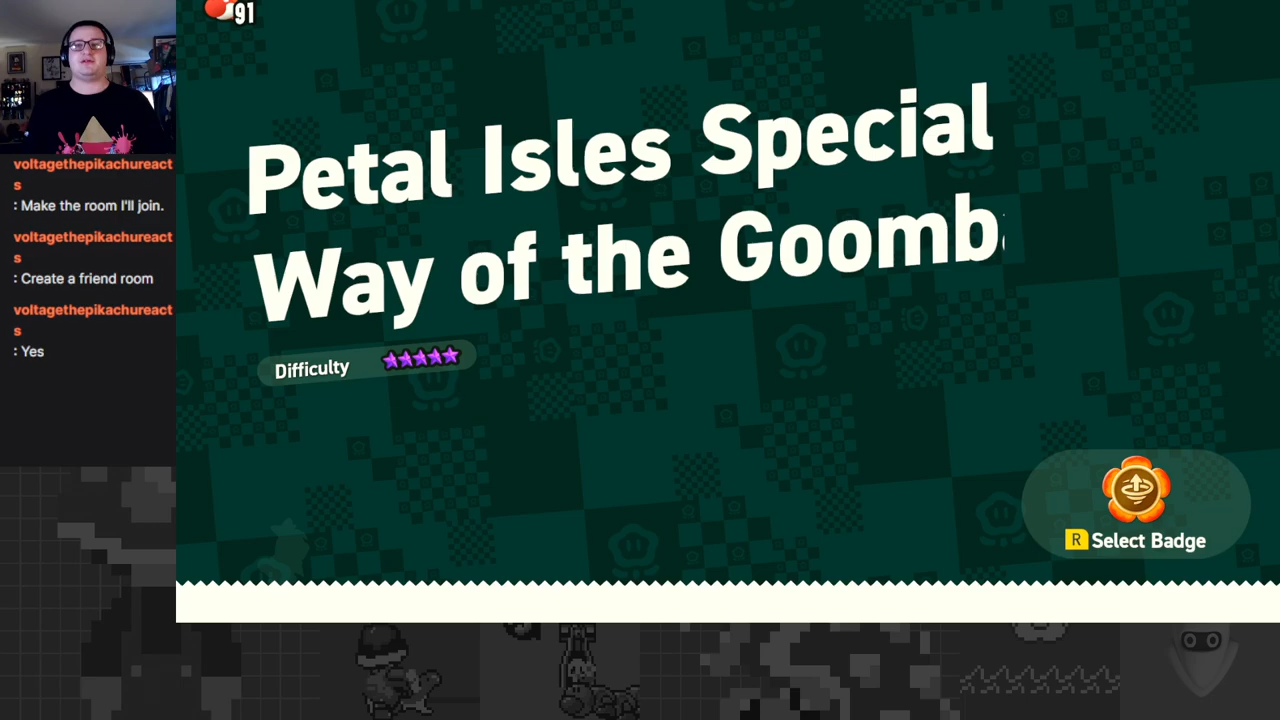 91
voltagethepikachureact
s
: Make the room I'll join.
voltagethepikachureact
s
: Create a friend room
voltagethepikachureact
s
: Yes
Petal Isles Special
Way of the Goomb
Difficulty
R Select Badge